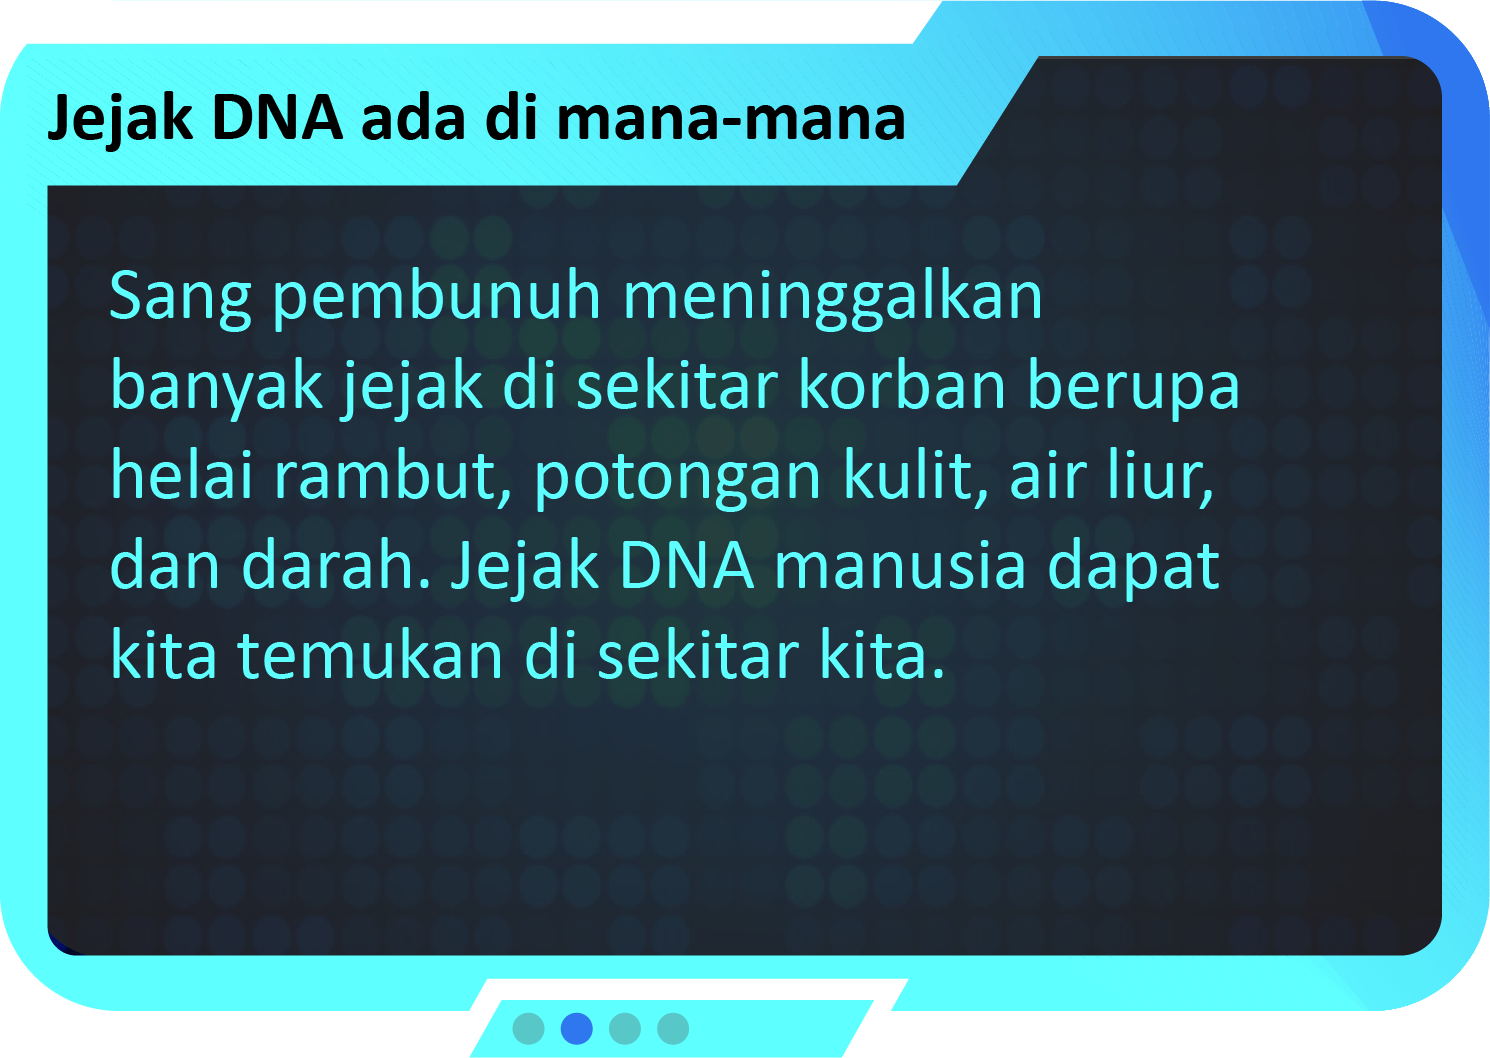 Jejak DNA ada di mana-mana
Sang pembunuh meninggalkan
banyak jejak di sekitar korban berupa
helai rambut, potongan kulit, air liur,
dan darah. Jejak DNA manusia dapat
kita temukan di sekitar kita.